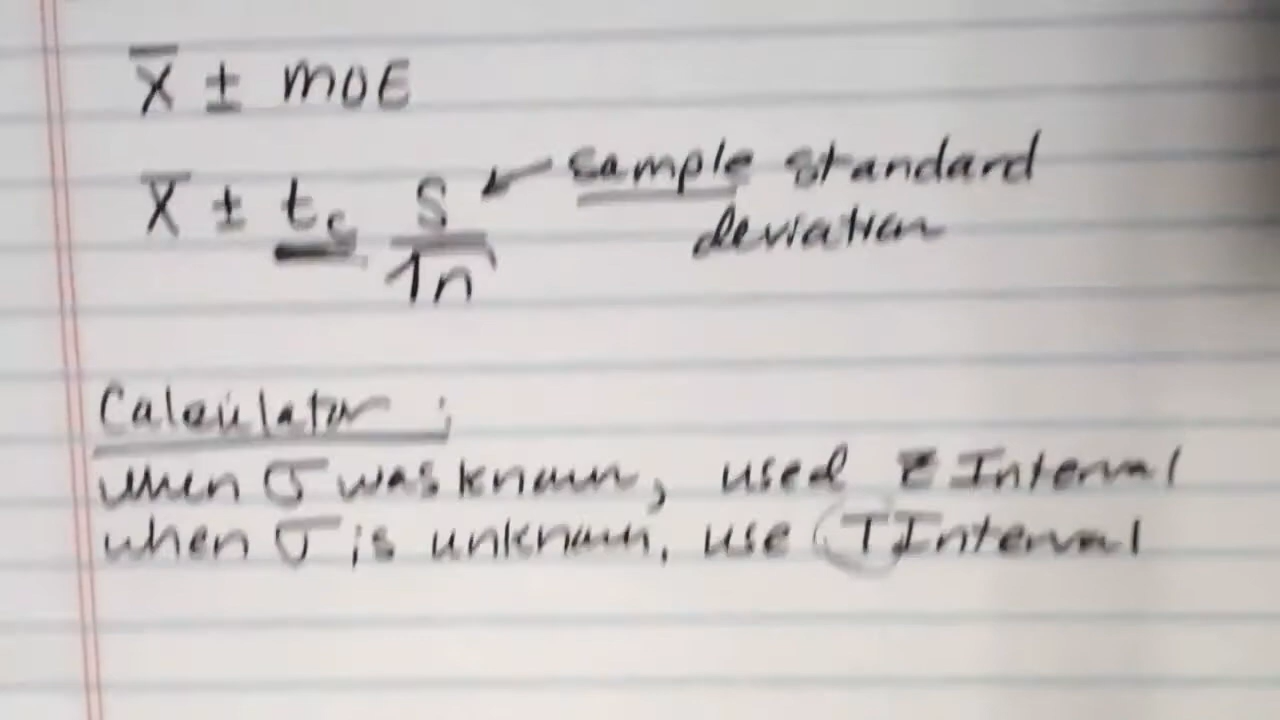 x̄ ± MOE
x̄ ± t_c s/√n ↙ sample standard
deviation
Calculator:
when σ was known, used Z Interval
when σ is unknown, use T Interval